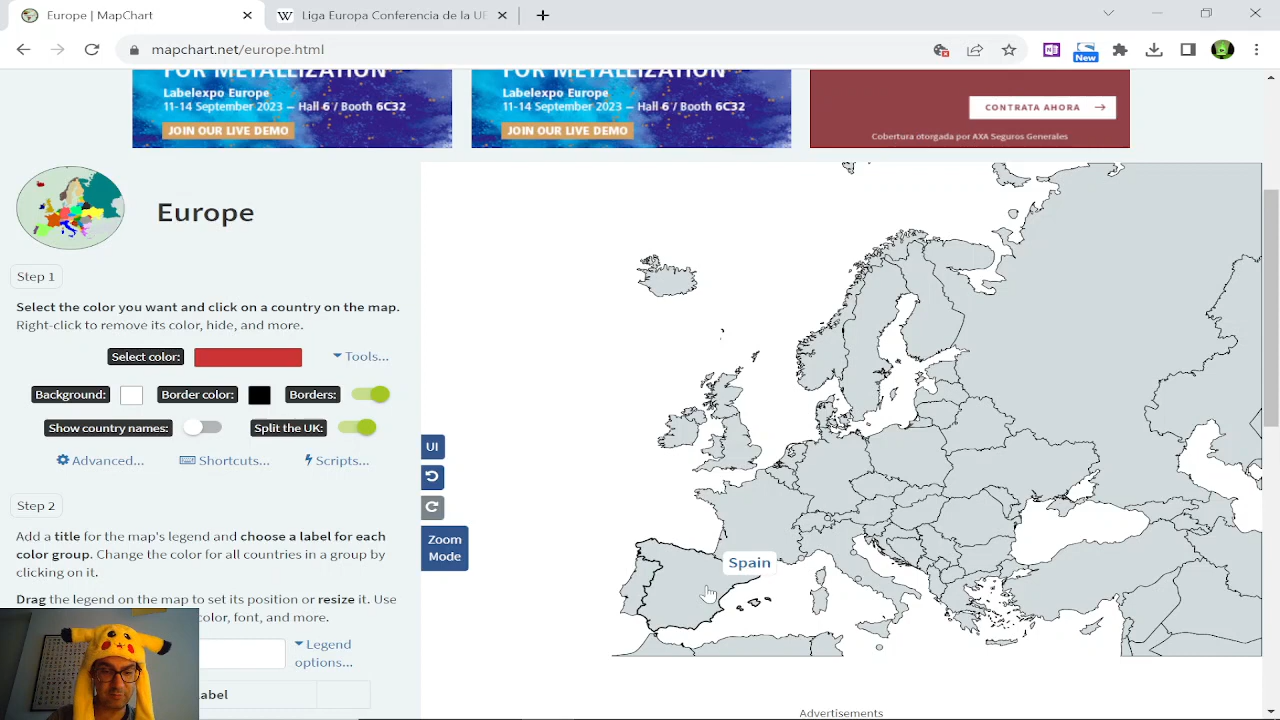 Europe | MapChart
Liga Europa Conferencia de la UE
mapchart.net/europe.html
New
FOR METALLIZATION
Labelexpo Europe
11-14 September 2023 – Hall 6 / Booth 6C32
JOIN OUR LIVE DEMO
FOR METALLIZATION
Labelexpo Europe
11-14 September 2023 – Hall 6 / Booth 6C32
JOIN OUR LIVE DEMO
CONTRATA AHORA →
Cobertura otorgada por AXA Seguros Generales
Europe
Step 1
Select the color you want and click on a country on the map.
Right-click to remove its color, hide, and more.
Select color:
Tools...
Background:
Border color:
Borders:
Show country names:
Split the UK:
Advanced...
Shortcuts...
Scripts...
Step 2
Add a title for the map's legend and choose a label for each
color group. Change the color for all countries in a group by
clicking on it.
Drag the legend on the map to set its position or resize it. Use
color, font, and more.
Legend
options...
abel
UI
Zoom
Mode
Spain
Advertisements